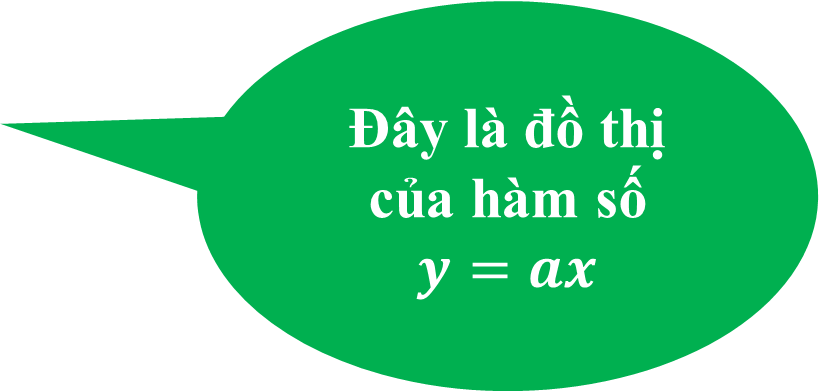 Đây là đồ thị
của hàm số
y = ax